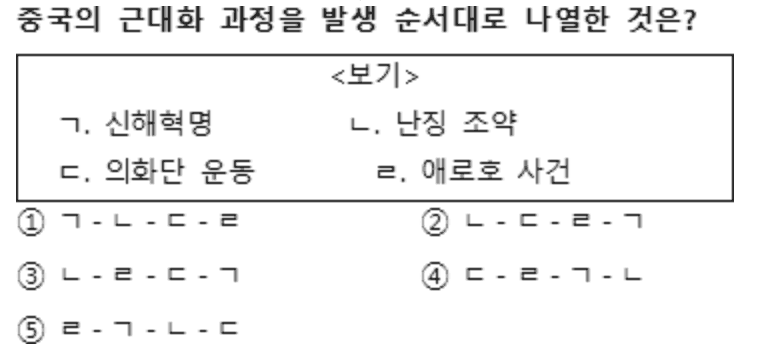 중국의 근대화 과정을 발생 순서대로 나열한 것은?
<보기>
ㄱ. 신해혁명 ㄴ. 난징 조약
ㄷ. 의화단 운동 ㄹ. 애로호 사건
① ㄱ - ㄴ - ㄷ - ㄹ ② ㄴ - ㄷ - ㄹ - ㄱ
③ ㄴ - ㄹ - ㄷ - ㄱ ④ ㄷ - ㄹ - ㄱ - ㄴ
⑤ ㄹ - ㄱ - ㄴ - ㄷ